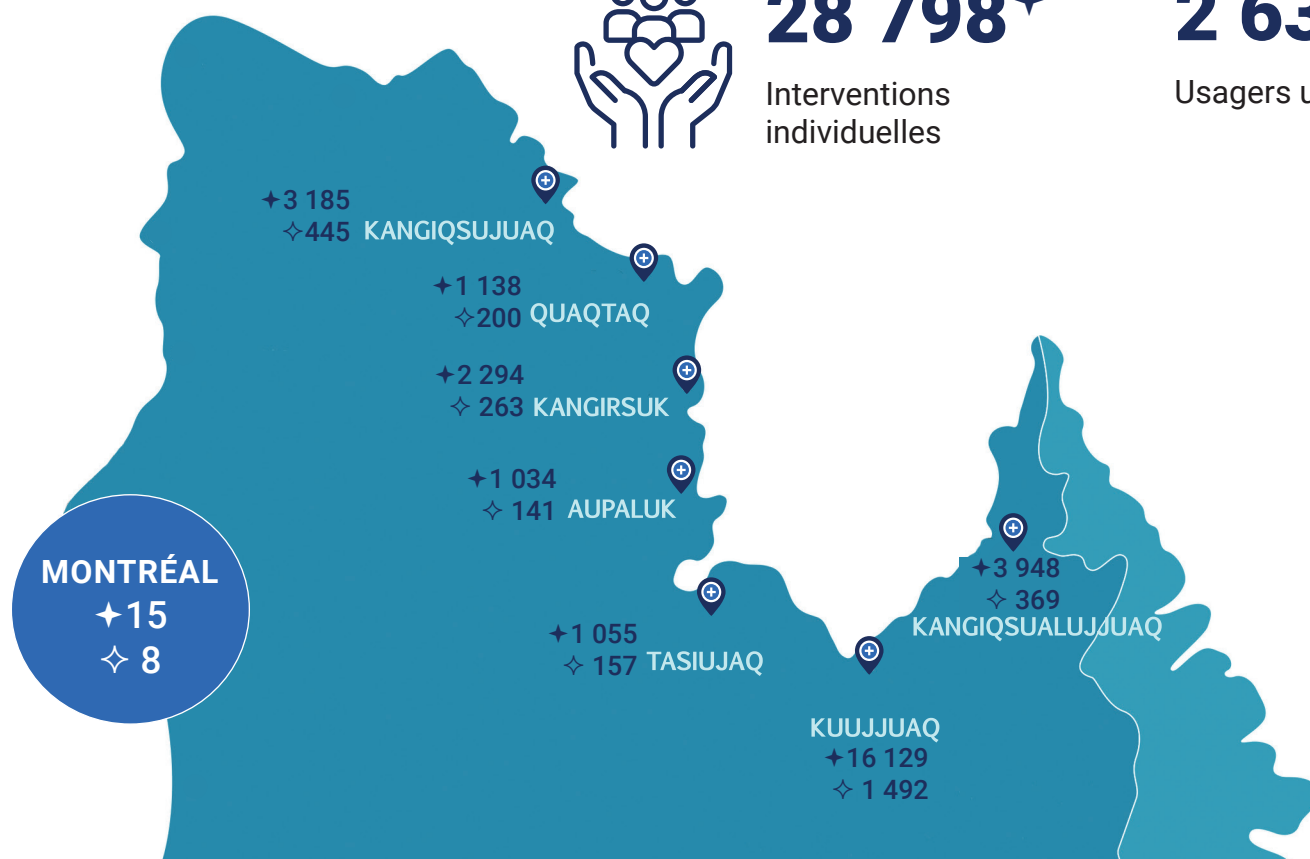 28 798✦
Interventions
individuelles
2 63
Usagers u
✦3 185
✧445 KANGIQSUJUAQ
✦1 138
✧200 QUAQTAQ
✦2 294
✧ 263 KANGIRSUK
✦1 034
✧ 141 AUPALUK
MONTRÉAL
✦15
✧ 8
✦3 948
✧ 369
KANGIQSUALUJJUAQ
✦1 055
✧ 157 TASIUJAQ
KUUJJUAQ
✦16 129
✧ 1 492